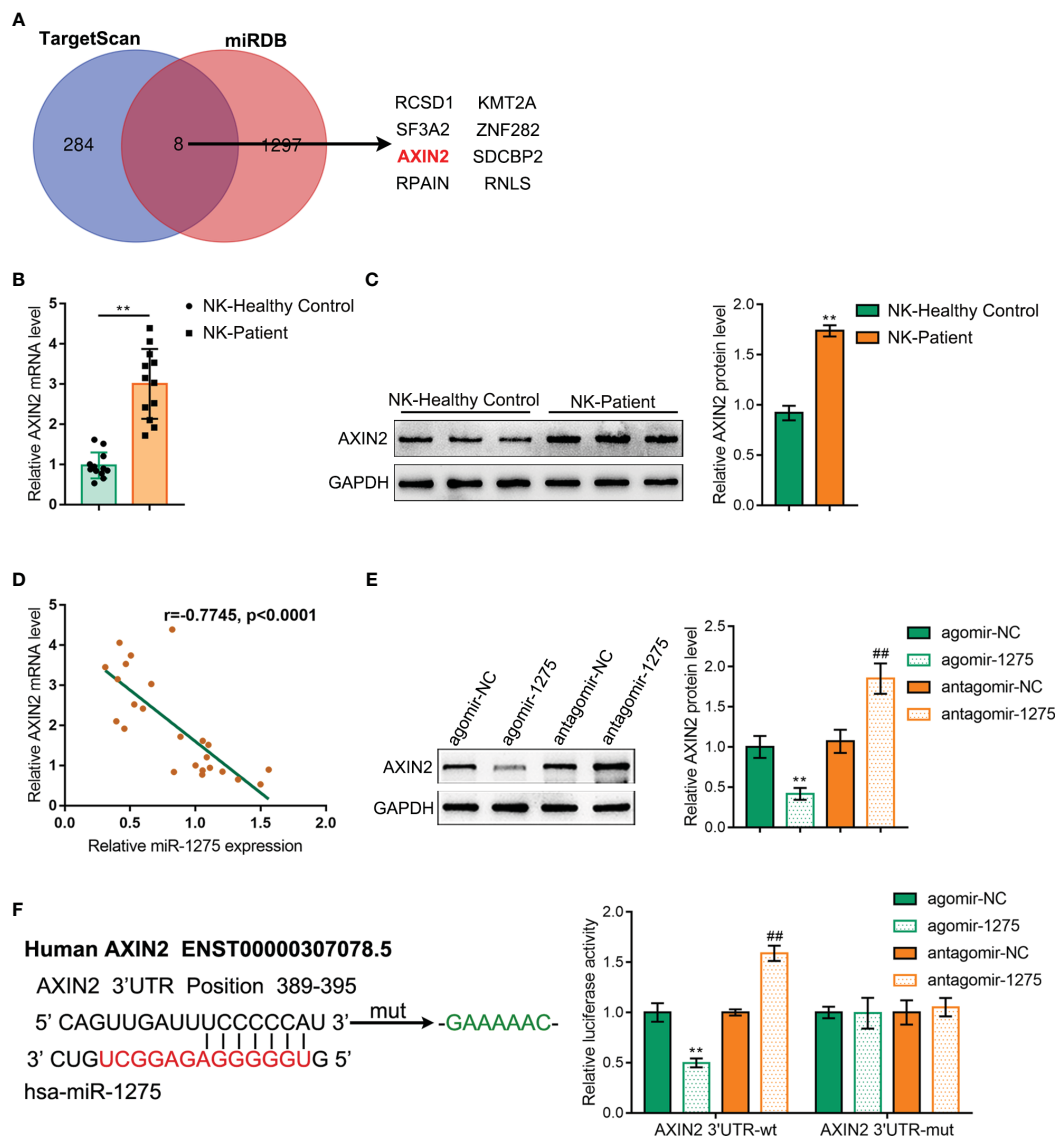 A
TargetScan
miRDB
284
8
1297
RCSD1 KMT2A
SF3A2 ZNF282
AXIN2 SDCBP2
RPAIN RNLS
B
Relative AXIN2 mRNA level
5
4
3
2
1
0
**
NK-Healthy Control
NK-Patient
C
NK-Healthy Control NK-Patient
AXIN2
GAPDH
Relative AXIN2 protein level
2.0
1.5
1.0
0.5
0.0
**
NK-Healthy Control
NK-Patient
D
Relative AXIN2 mRNA level
5
4
3
2
1
0
r=-0.7745, p<0.0001
0.0 0.5 1.0 1.5 2.0
Relative miR-1275 expression
E
agomir-NC
agomir-1275
antagomir-NC
antagomir-1275
AXIN2
GAPDH
Relative AXIN2 protein level
2.5
2.0
1.5
1.0
0.5
0.0
**
##
agomir-NC
agomir-1275
antagomir-NC
antagomir-1275
F
Human AXIN2 ENST00000307078.5
AXIN2 3'UTR Position 389-395
5' CAGUUGAUUUCCCCCAU 3' mut -GAAAAAC-
3' CUGUCGGAGAGGGGGUG 5'
hsa-miR-1275
Relative luciferase activity
2.0
1.5
1.0
0.5
0.0
**
##
AXIN2 3'UTR-wt AXIN2 3'UTR-mut
agomir-NC
agomir-1275
antagomir-NC
antagomir-1275